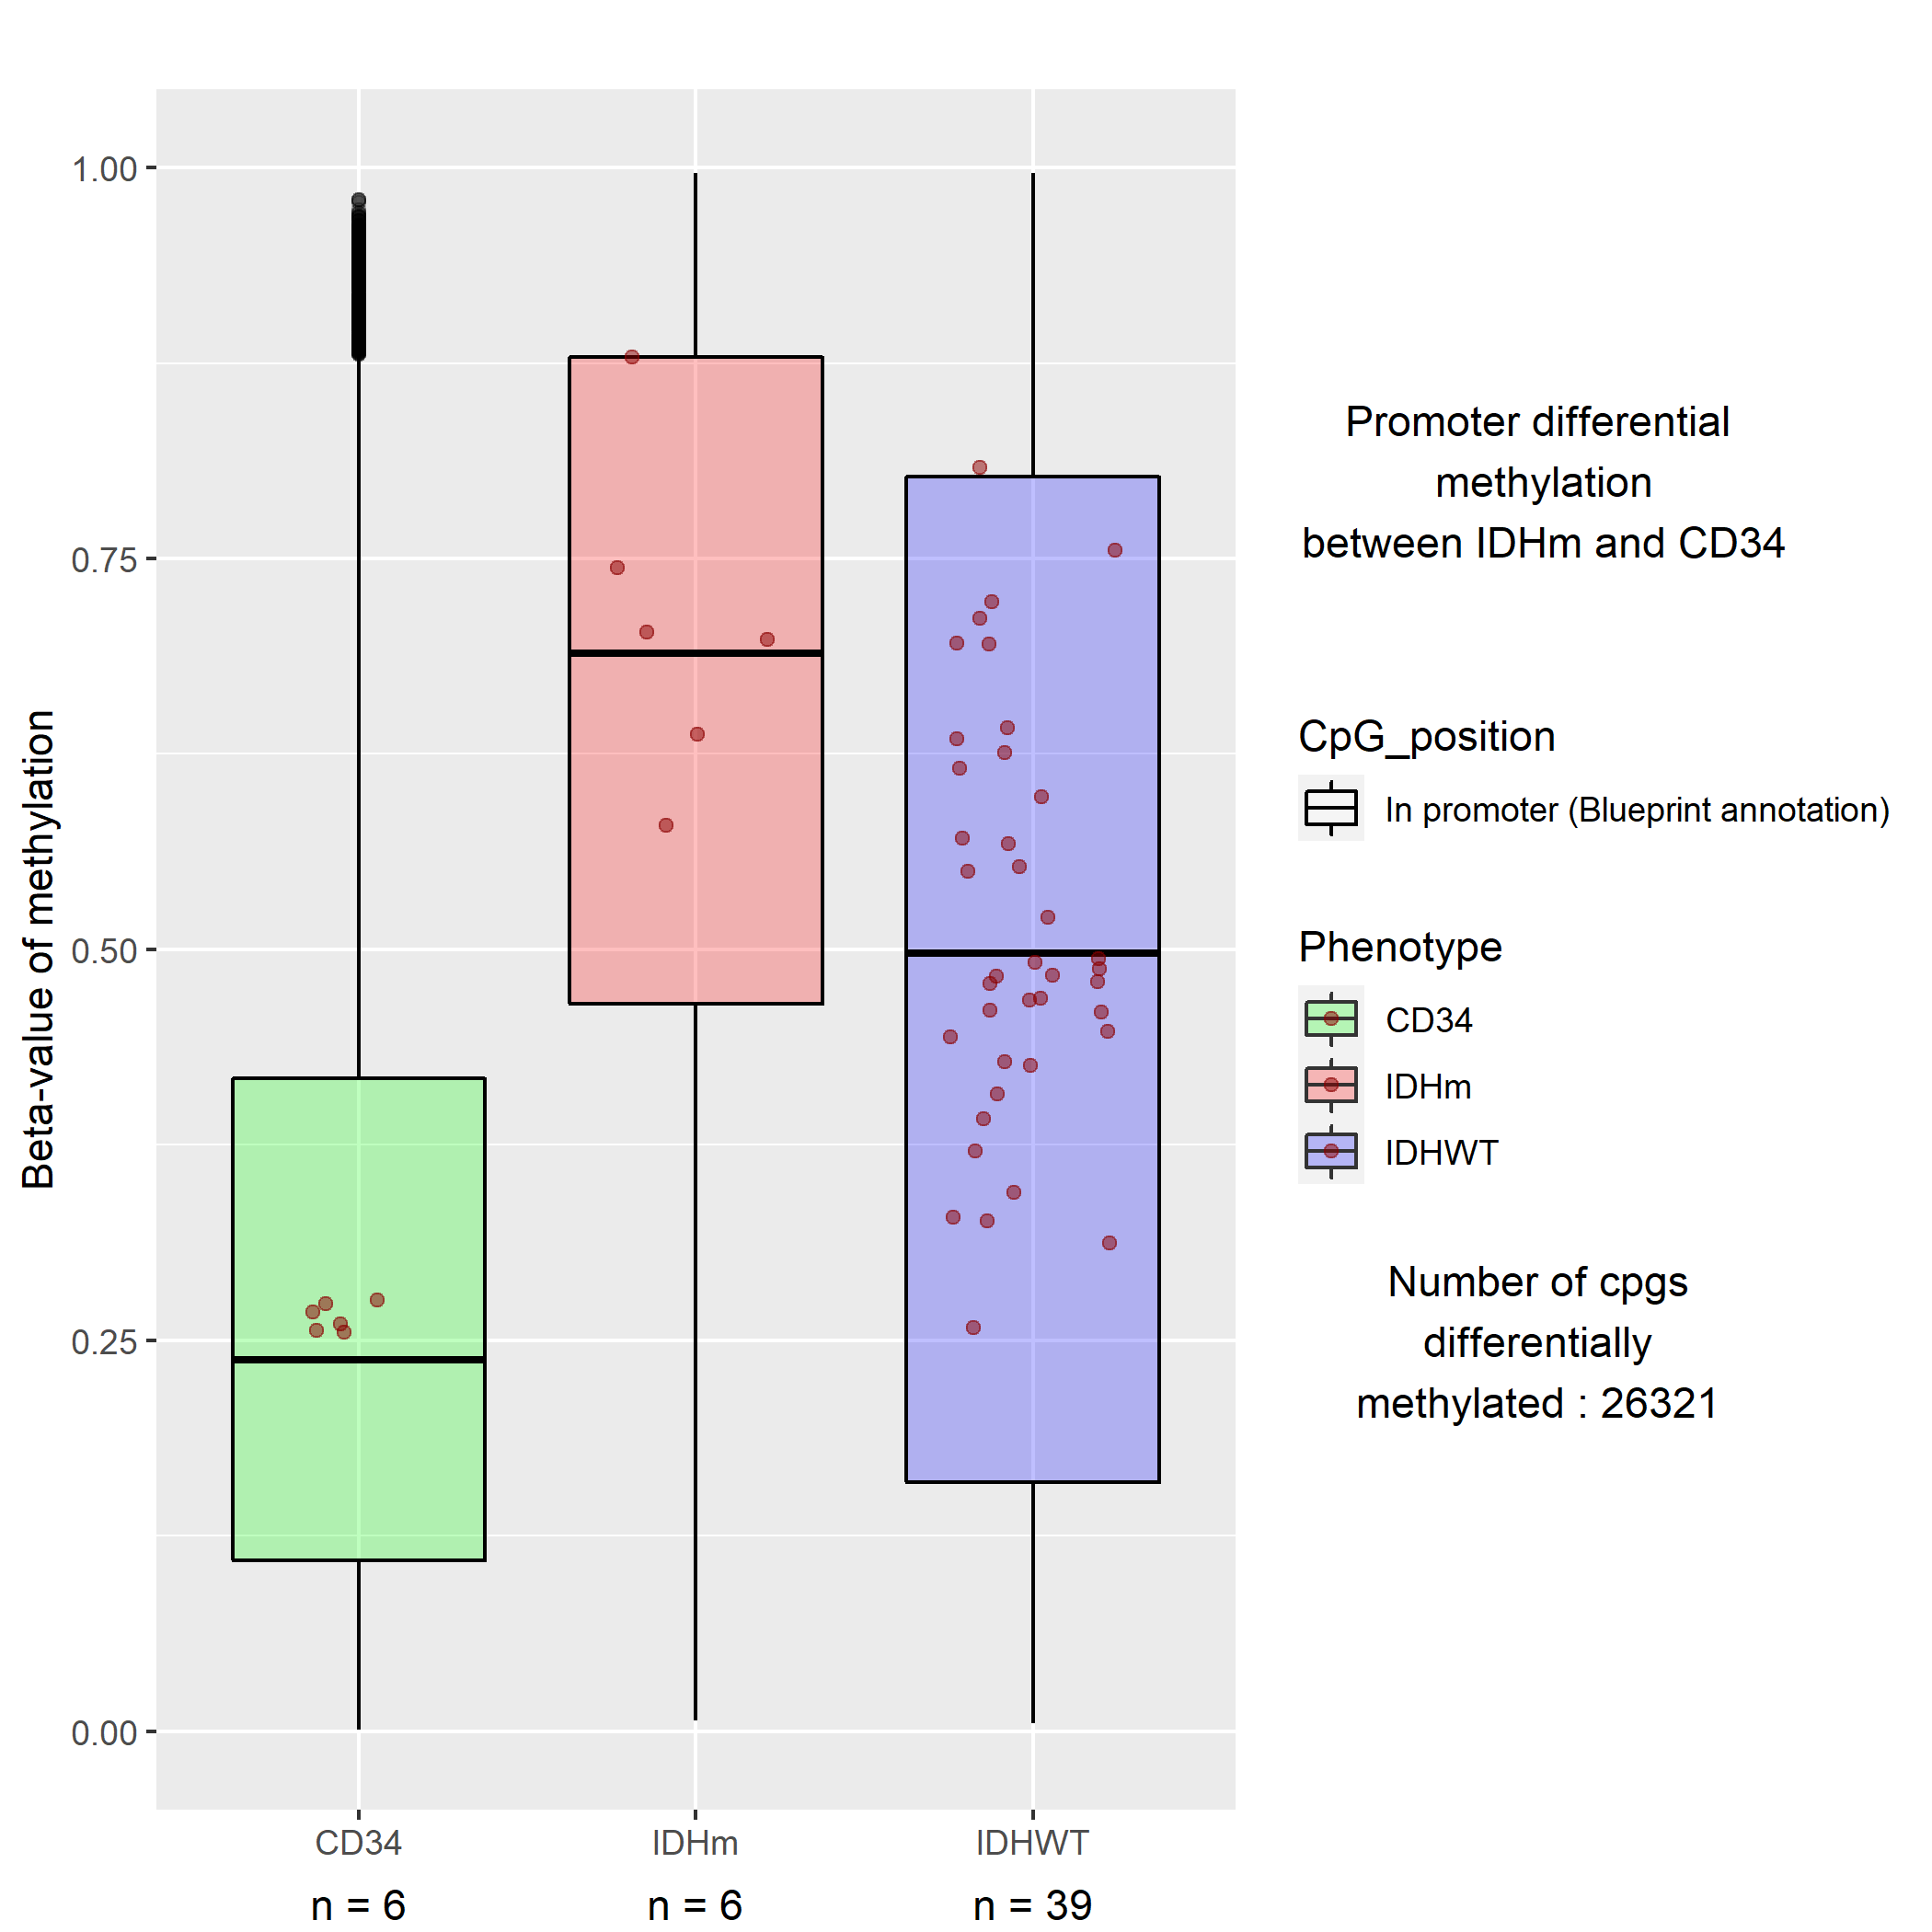 Beta-value of methylation
1.00
0.75
0.50
0.25
0.00
CD34
IDHm
IDHWT
n = 6
n = 6
n = 39
Promoter differential
methylation
between IDHm and CD34
CpG_position
In promoter (Blueprint annotation)
Phenotype
CD34
IDHm
IDHWT
Number of cpgs
differentially
methylated : 26321